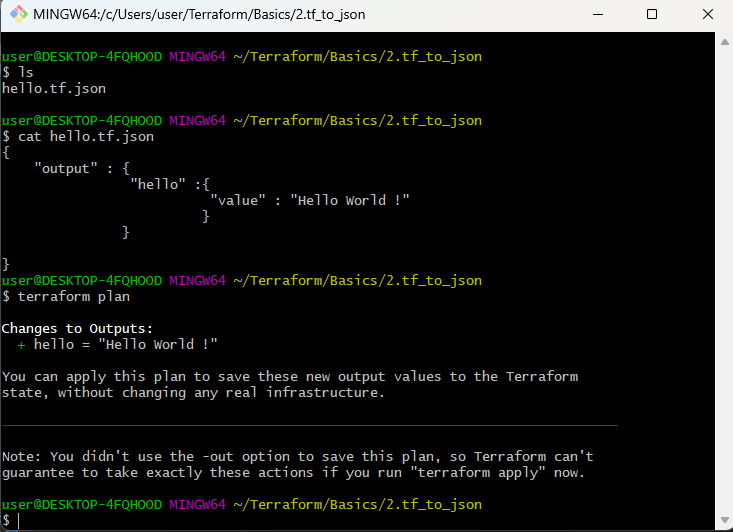 MINGW64:/c/Users/user/Terraform/Basics/2.tf_to_json
user@DESKTOP-4FQHOOD MINGW64 ~/Terraform/Basics/2.tf_to_json
$ ls
hello.tf.json
user@DESKTOP-4FQHOOD MINGW64 ~/Terraform/Basics/2.tf_to_json
$ cat hello.tf.json
{
    "output" : {
                "hello" :{
                          "value" : "Hello World !"
                         }
               }
}
user@DESKTOP-4FQHOOD MINGW64 ~/Terraform/Basics/2.tf_to_json
$ terraform plan
Changes to Outputs:
  + hello = "Hello World !"
You can apply this plan to save these new output values to the Terraform
state, without changing any real infrastructure.
Note: You didn't use the -out option to save this plan, so Terraform can't
guarantee to take exactly these actions if you run "terraform apply" now.
user@DESKTOP-4FQHOOD MINGW64 ~/Terraform/Basics/2.tf_to_json
$